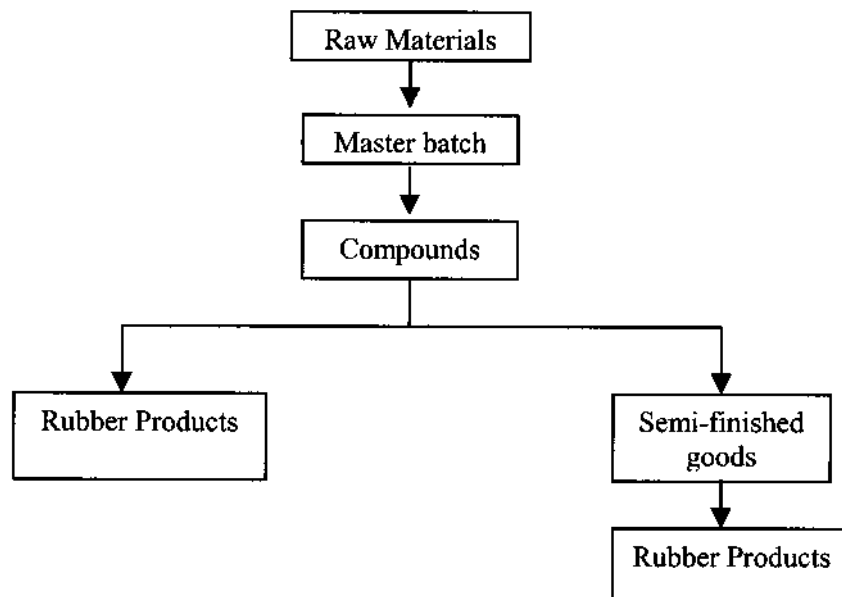 Raw Materials
Master batch
Compounds
Rubber Products
Semi-finished
goods
Rubber Products